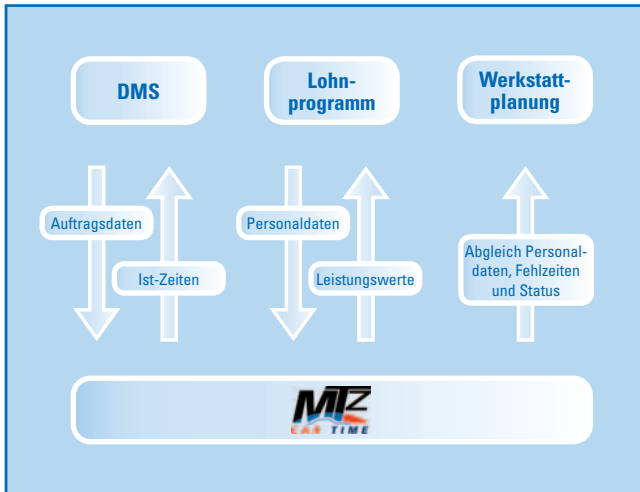 DMS
Lohn-
programm
Werkstatt-
planung
Auftragsdaten
Ist-Zeiten
Personaldaten
Leistungswerte
Abgleich Personal-
daten, Fehlzeiten
und Status
MTZ
CAR TIME